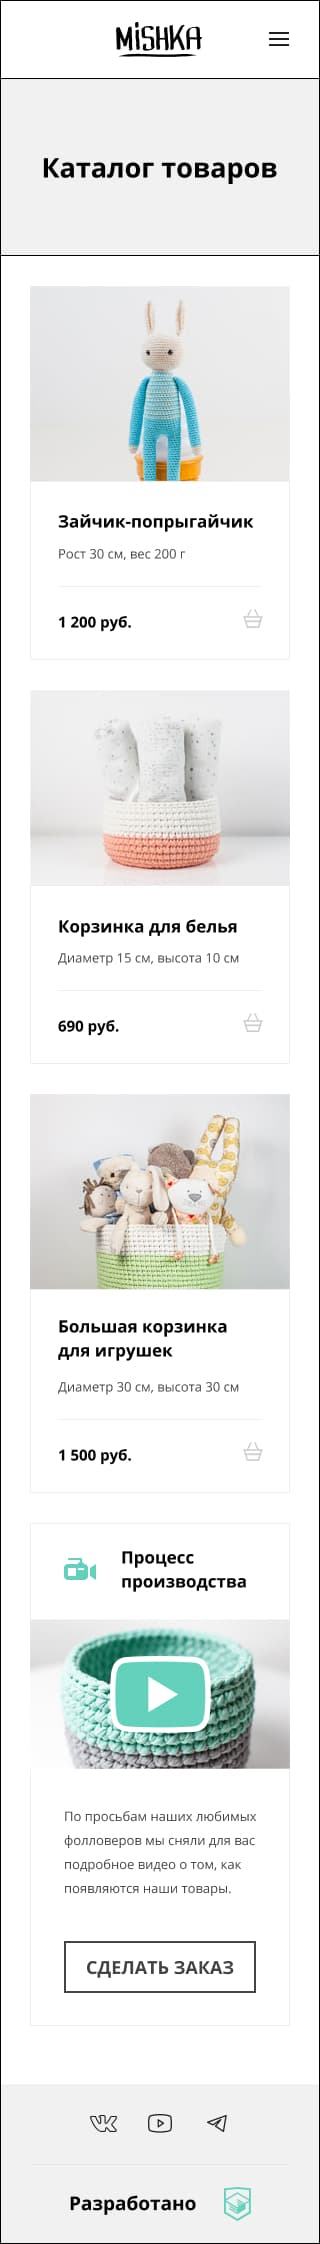 MiSHKA
Каталог товаров
Зайчик-попрыгайчик
Рост 30 см, вес 200 г
1 200 руб.
Корзинка для белья
Диаметр 15 см, высота 10 см
690 руб.
Большая корзинка
для игрушек
Диаметр 30 см, высота 30 см
1 500 руб.
Процесс
производства
По просьбам наших любимых
фолловеров мы сняли для вас
подробное видео о том, как
появляются наши товары.
СДЕЛАТЬ ЗАКАЗ
Разработано